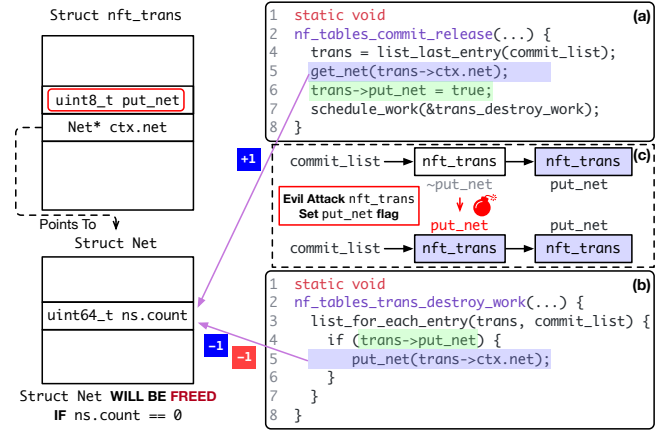 Struct nft_trans
uint8_t put_net
Net* ctx.net
Points To
Struct Net
uint64_t ns.count
Struct Net WILL BE FREED
IF ns.count == 0
+1
-1
-1
(a)
1 static void
2 nf_tables_commit_release(...) {
4 trans = list_last_entry(commit_list);
5 get_net(trans->ctx.net);
6 trans->put_net = true;
7 schedule_work(&trans_destroy_work);
8 }
(c)
commit_list nft_trans nft_trans
~put_net put_net
Evil Attack nft_trans
Set put_net flag
put_net put_net
commit_list nft_trans nft_trans
(b)
1 static void
2 nf_tables_trans_destroy_work(...) {
3 list_for_each_entry(trans, commit_list) {
4 if (trans->put_net) {
5 put_net(trans->ctx.net);
6 }
7 }
8 }